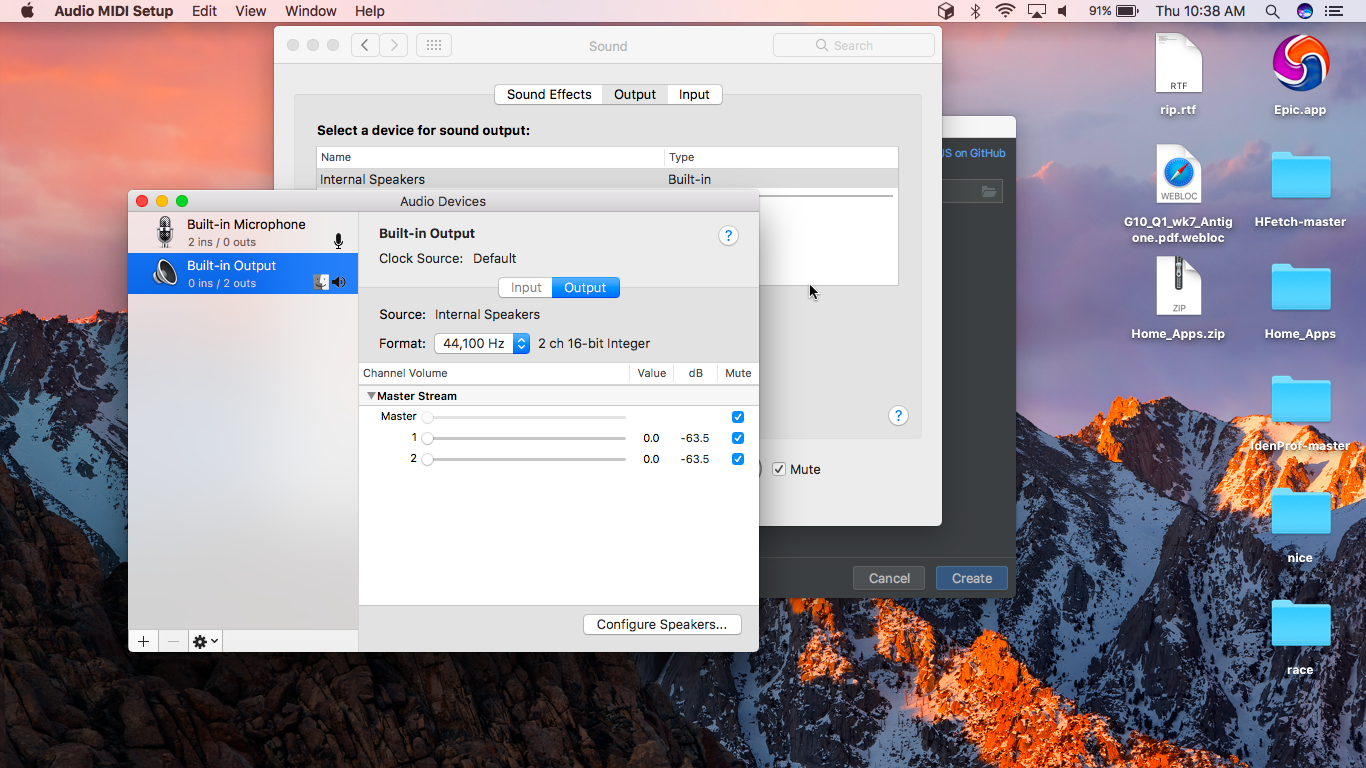 Audio MIDI Setup Edit View Window Help 91% Thu 10:38 AM
Sound
Search
Sound Effects Output Input
Select a device for sound output:
Name Type
Internal Speakers Built-in
Mute
JS on GitHub
Cancel Create
Audio Devices
Built-in Microphone
2 ins / 0 outs
Built-in Output
0 ins / 2 outs
Built-in Output
?
Clock Source: Default
Input Output
Source: Internal Speakers
Format: 44,100 Hz 2 ch 16-bit Integer
Channel Volume Value dB Mute
Master Stream
Master
1 0.0 -63.5
2 0.0 -63.5
Configure Speakers...
?
RTF
rip.rtf
Epic.app
WEBLOC
G10_Q1_wk7_Antig
one.pdf.webloc
HFetch-master
ZIP
Home_Apps.zip
Home_Apps
IdenProf-master
nice
race